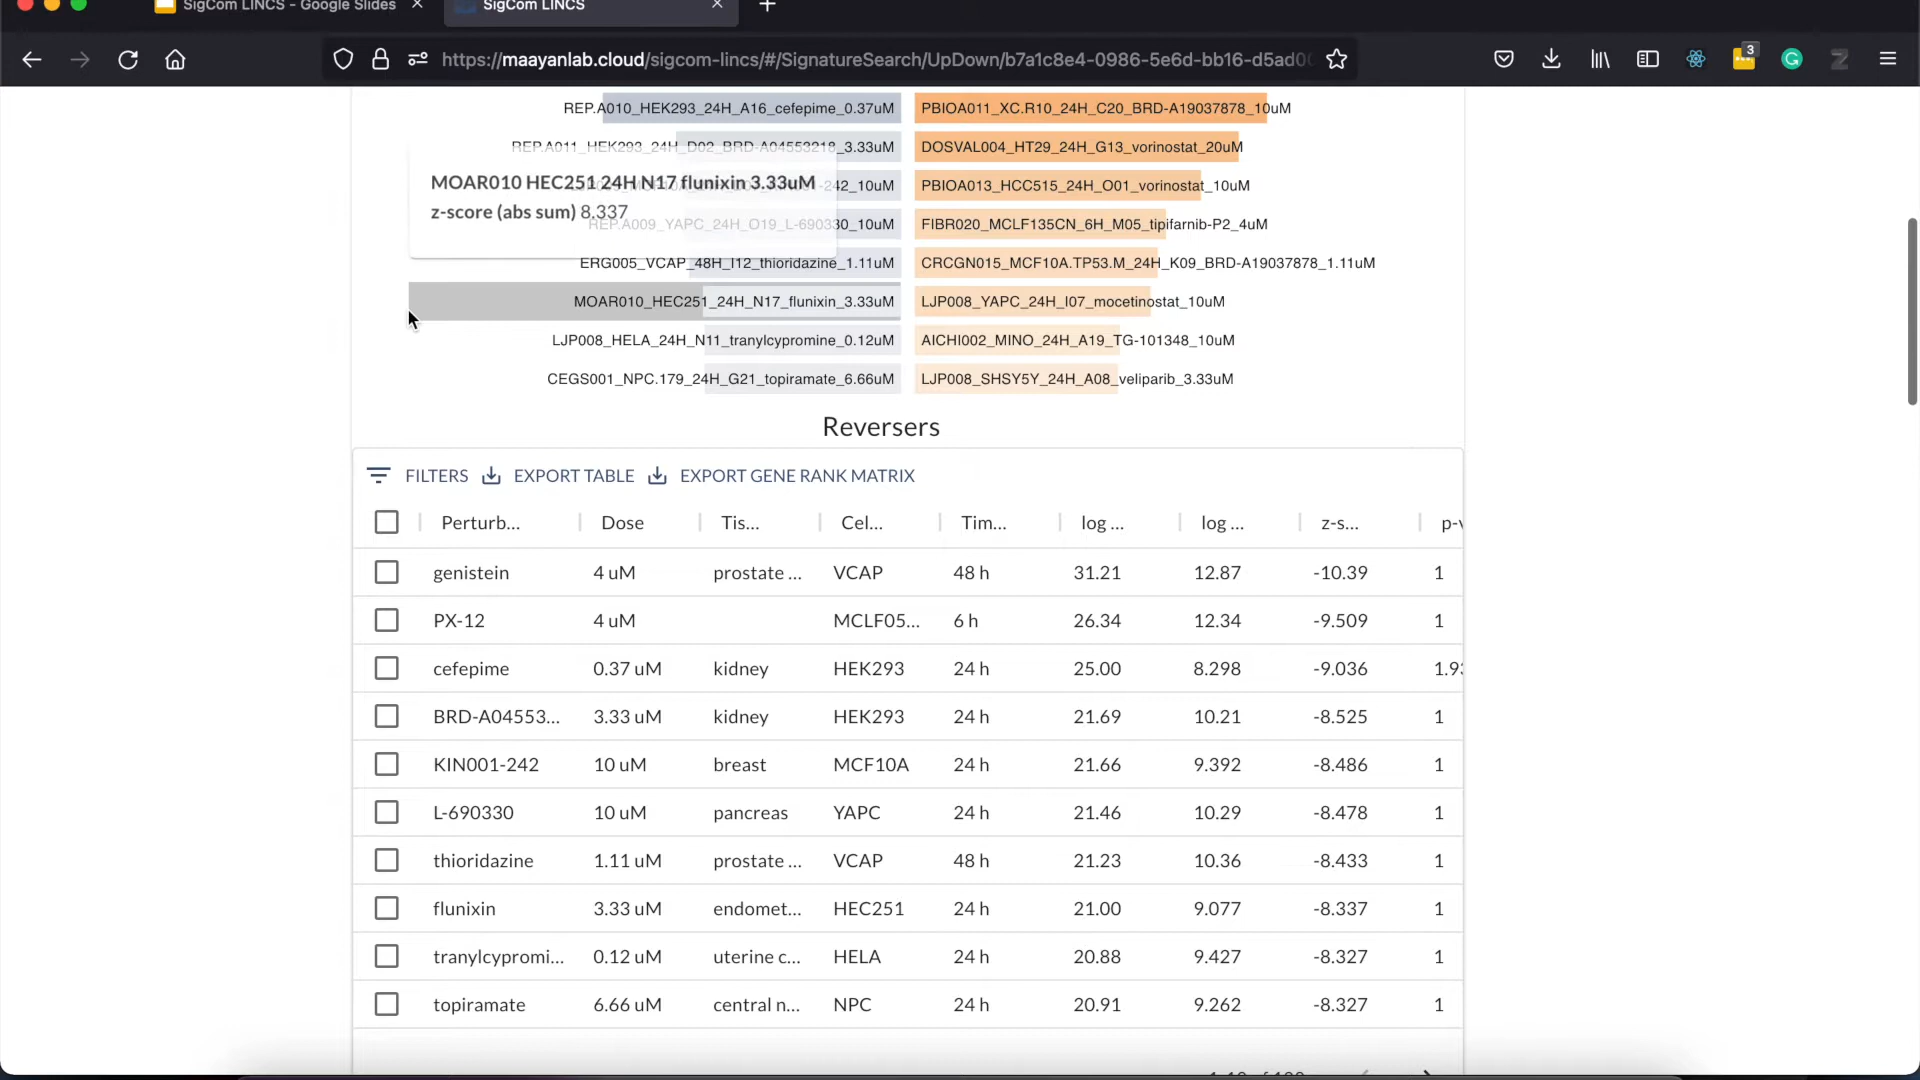 SigCom LINCS - Google Slides
SigCom LINCS
https://maayanlab.cloud/sigcom-lincs/#/SignatureSearch/UpDown/b7a1c8e4-0986-5e6d-bb16-d5ad0
3
REP.A010_HEK293_24H_A16_cefepime_0.37uM
PBIOA011_XC.R10_24H_C20_BRD-A19037878_10uM
REP.A011_HEK293_24H_D02_BRD-A04553218_3.33uM
DOSVAL004_HT29_24H_G13_vorinostat_20uM
MOAR010 HEC251 24H N17 flunixin 3.33uM
242_10uM
PBIOA013_HCC515_24H_O01_vorinostat_10uM
z-score (abs sum) 8.337
REP.A009_YAPC_24H_O19_L-690330_10uM
FIBR020_MCLF135CN_6H_M05_tipifarnib-P2_4uM
ERG005_VCAP_48H_I12_thioridazine_1.11uM
CRCGN015_MCF10A.TP53.M_24H_K09_BRD-A19037878_1.11uM
MOAR010_HEC251_24H_N17_flunixin_3.33uM
LJP008_YAPC_24H_I07_mocetinostat_10uM
LJP008_HELA_24H_N11_tranylcypromine_0.12uM
AICHI002_MINO_24H_A19_TG-101348_10uM
CEGS001_NPC.179_24H_G21_topiramate_6.66uM
LJP008_SHSY5Y_24H_A08_veliparib_3.33uM
Reversers
FILTERS EXPORT TABLE EXPORT GENE RANK MATRIX
Perturb... Dose Tis... Cel... Tim... log ... log ... z-s... p-v
genistein 4 uM prostate ... VCAP 48 h 31.21 12.87 -10.39 1
PX-12 4 uM MCLF05... 6 h 26.34 12.34 -9.509 1
cefepime 0.37 uM kidney HEK293 24 h 25.00 8.298 -9.036 1.93
BRD-A04553... 3.33 uM kidney HEK293 24 h 21.69 10.21 -8.525 1
KIN001-242 10 uM breast MCF10A 24 h 21.66 9.392 -8.486 1
L-690330 10 uM pancreas YAPC 24 h 21.46 10.29 -8.478 1
thioridazine 1.11 uM prostate ... VCAP 48 h 21.23 10.36 -8.433 1
flunixin 3.33 uM endomet... HEC251 24 h 21.00 9.077 -8.337 1
tranylcypromi... 0.12 uM uterine c... HELA 24 h 20.88 9.427 -8.327 1
topiramate 6.66 uM central n... NPC 24 h 20.91 9.262 -8.327 1